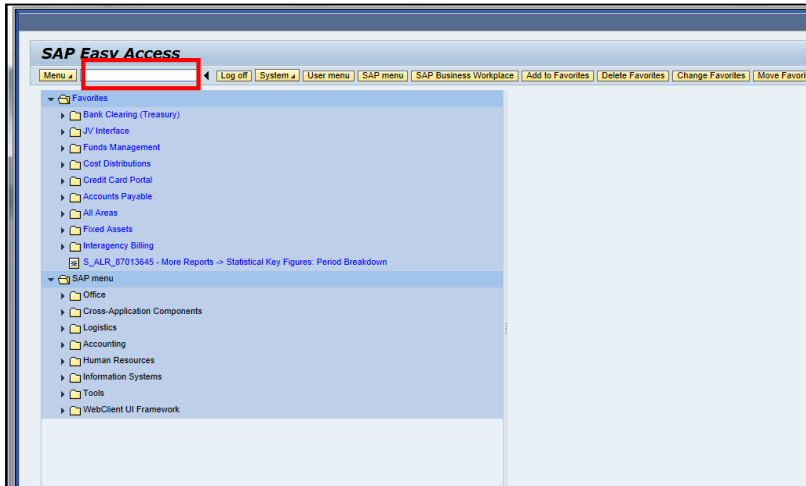 SAP Easy Access
Menu Log off System User menu SAP menu SAP Business Workplace Add to Favorites Delete Favorites Change Favorites Move Favori
Favorites
Bank Clearing (Treasury)
JV Interface
Funds Management
Cost Distributions
Credit Card Portal
Accounts Payable
All Areas
Fixed Assets
Interagency Billing
S_ALR_87013645 - More Reports -> Statistical Key Figures: Period Breakdown
SAP menu
Office
Cross-Application Components
Logistics
Accounting
Human Resources
Information Systems
Tools
WebClient UI Framework